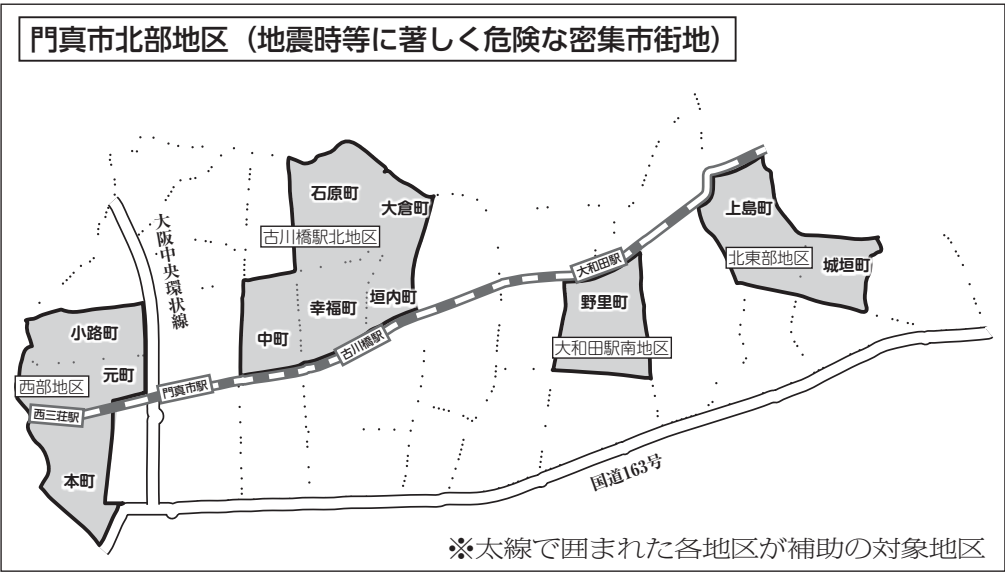 門真市北部地区（地震時等に著しく危険な密集市街地）
石原町
大倉町
大阪中央環状線
古川橋駅北地区
上島町
北東部地区
城垣町
大和田駅
垣内町
幸福町
野里町
中町
古川橋駅
大和田駅南地区
小路町
元町
西部地区
門真市駅
西三荘駅
本町
国道163号
※太線で囲まれた各地区が補助の対象地区